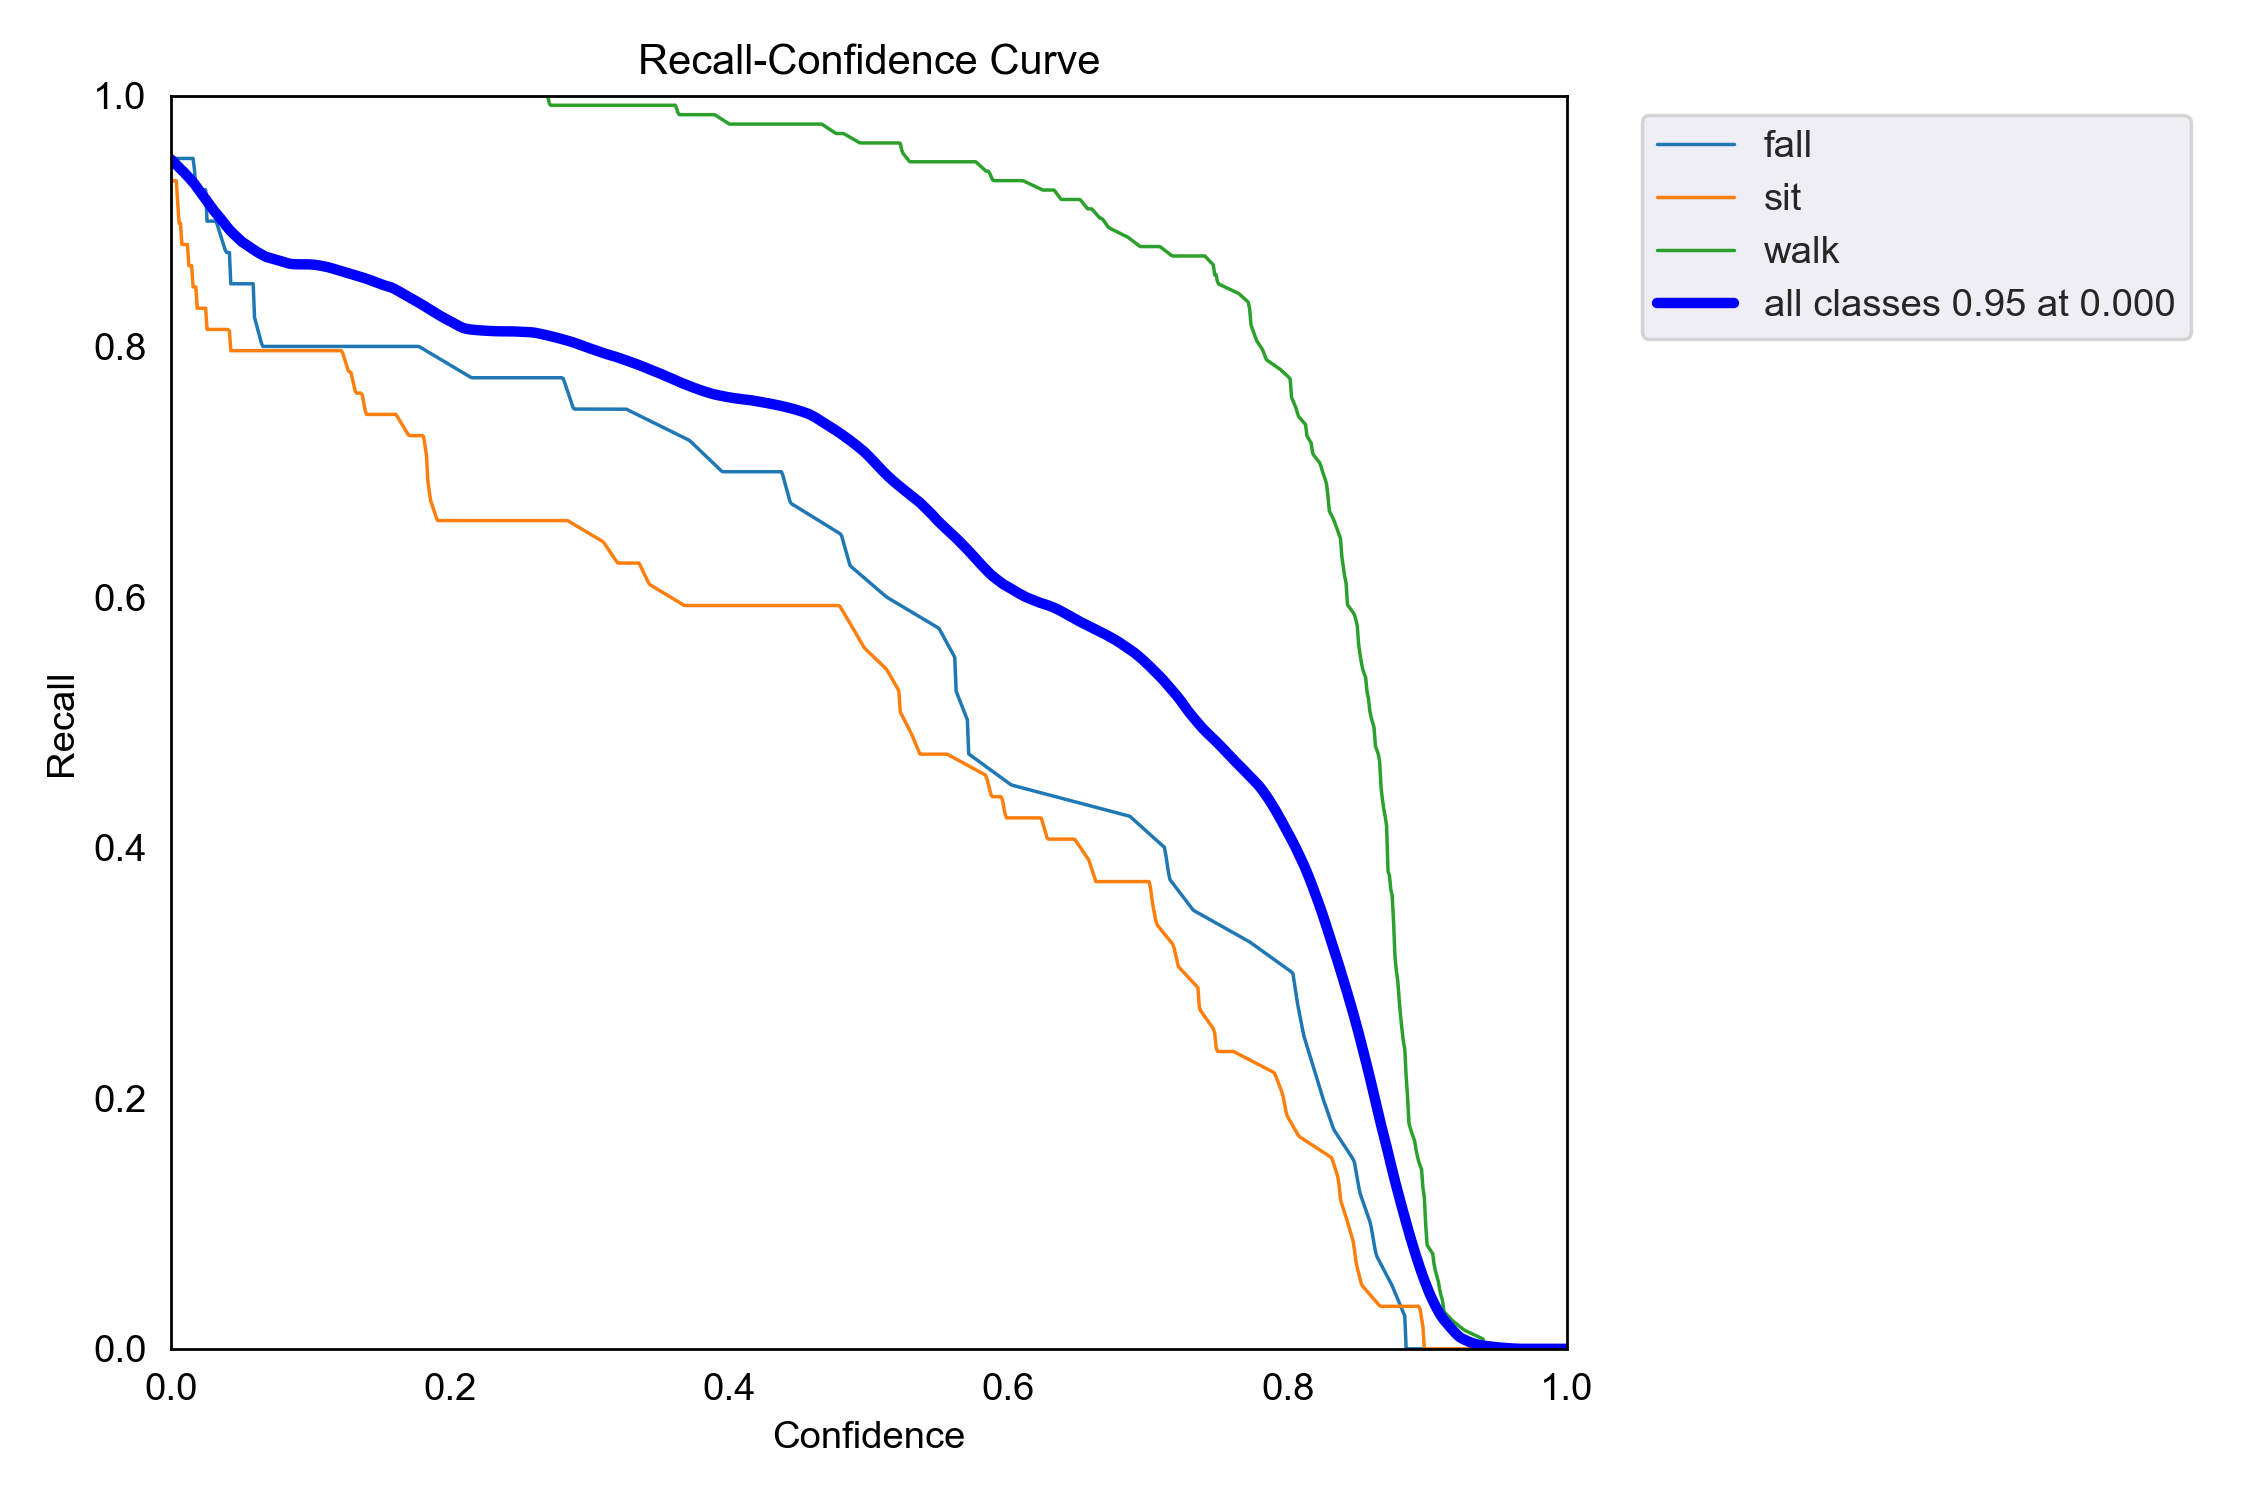 Recall-Confidence Curve
1.0
0.8
0.6
0.4
0.2
0.0
Recall
0.0 0.2 0.4 0.6 0.8 1.0
Confidence
fall
sit
walk
all classes 0.95 at 0.000